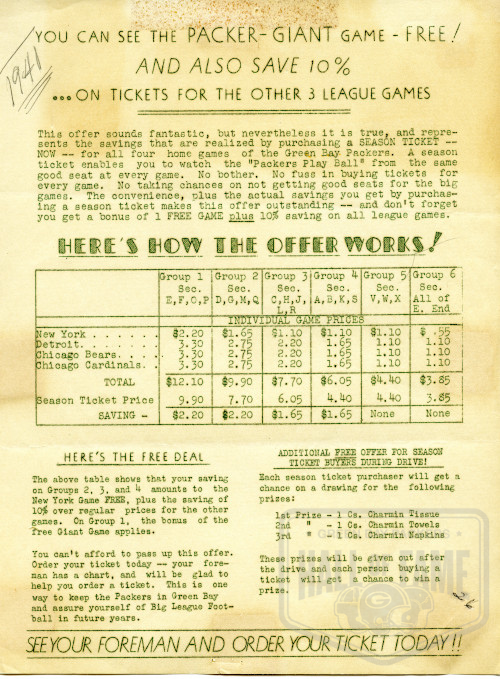 1941
YOU CAN SEE THE PACKER-GIANT GAME - FREE!
AND ALSO SAVE 10%
...ON TICKETS FOR THE OTHER 3 LEAGUE GAMES
This offer sounds fantastic, but nevertheless it is true, and repre-
sents the savings that are realized by purchasing a SEASON TICKET --
NOW -- for all four home games of the Green Bay Packers. A season
ticket enables you to watch the "Packers Play Ball" from the same
good seat at every game. No bother. No fuss in buying tickets for
every game. No taking chances on not getting good seats for the big
games. The convenience, plus the actual savings you get by purchas-
ing a season ticket makes this offer outstanding -- and don't forget
you get a bonus of 1 FREE GAME plus 10% saving on all league games.
HERE'S HOW THE OFFER WORKS!
Group 1 Group 2 Group 3 Group 4 Group 5 Group 6
Sec. Sec. Sec. Sec. Sec. Sec.
E,F,O,P D,G,M,Q C,H,J, A,B,K,S V,W,X All of
L,R E. End
INDIVIDUAL GAME PRICES
New York . . . . . . $2.20 $1.65 $1.10 $1.10 $1.10 $ .55
Detroit. . . . . . . 3.30 2.75 2.20 1.65 1.10 1.10
Chicago Bears. . . . 3.30 2.75 2.20 1.65 1.10 1.10
Chicago Cardinals. . . 3.30 2.75 2.20 1.65 1.10 1.10
TOTAL $12.10 $9.90 $7.70 $6.05 $4.40 $3.85
Season Ticket Price 9.90 7.70 6.05 4.40 4.40 3.85
SAVING - $2.20 $2.20 $1.65 $1.65 None None
HERE'S THE FREE DEAL
The above table shows that your saving
on Groups 2, 3, and 4 amounts to the
New York Game FREE, plus the saving of
10% over regular prices for the other
games. On Group 1, the bonus of the
free Giant Game applies.
You can't afford to pass up this offer.
Order your ticket today -- your fore-
man has a chart, and will be glad to
help you order a ticket. This is one
way to keep the Packers in Green Bay
and assure yourself of Big League Foot-
ball in future years.
ADDITIONAL FREE OFFER FOR SEASON
TICKET BUYERS DURING DRIVE!
Each season ticket purchaser will get a
chance on a drawing for the following
prizes:
1st Prize - 1 Cs. Charmin Tissue
2nd " - 1 Cs. Charmin Towels
3rd " - 1 Cs. Charmin Napkins
These prizes will be given out after
the drive and each person buying a
ticket will get a chance to win a
prize.
SEE YOUR FOREMAN AND ORDER YOUR TICKET TODAY!!